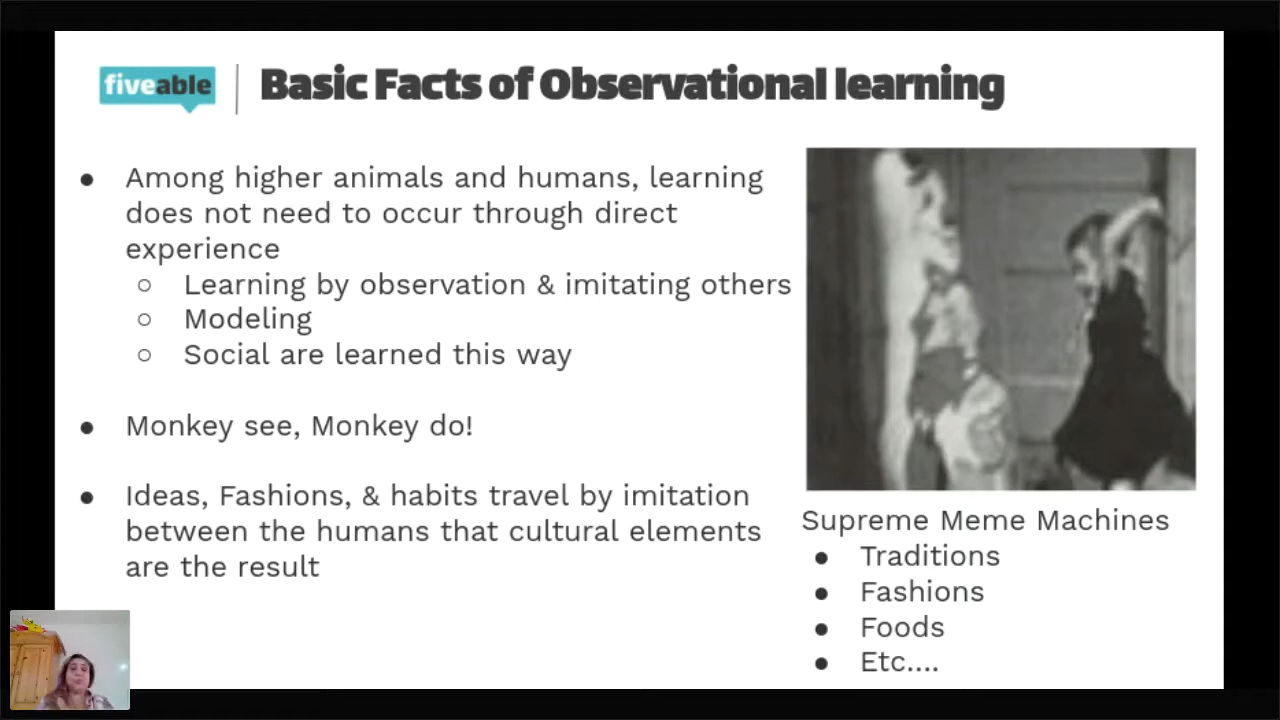 fiveable
Basic Facts of Observational learning
● Among higher animals and humans, learning
does not need to occur through direct
experience
○ Learning by observation & imitating others
○ Modeling
○ Social are learned this way
● Monkey see, Monkey do!
● Ideas, Fashions, & habits travel by imitation
between the humans that cultural elements
are the result
Supreme Meme Machines
● Traditions
● Fashions
● Foods
● Etc....